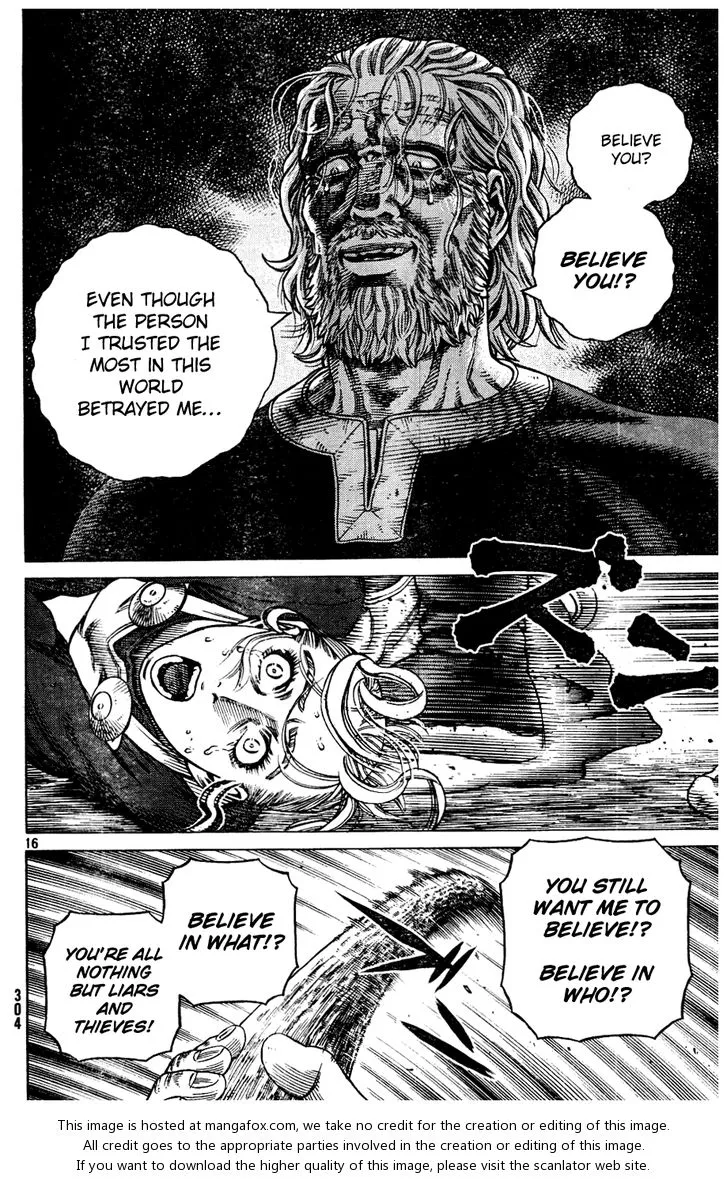 BELIEVE
YOU?
BELIEVE
YOU!?
EVEN THOUGH
THE PERSON
I TRUSTED THE
MOST IN THIS
WORLD
BETRAYED ME...
ズン
16
YOU STILL
WANT ME TO
BELIEVE!?
BELIEVE IN
WHO!?
BELIEVE
IN WHAT!?
YOU'RE ALL
NOTHING
BUT LIARS
AND
THIEVES!
304
This image is hosted at mangafox.com, we take no credit for the creation or editing of this image.
All credit goes to the appropriate parties involved in the creation or editing of this image.
If you want to download the higher quality of this image, please visit the scanlator web site.